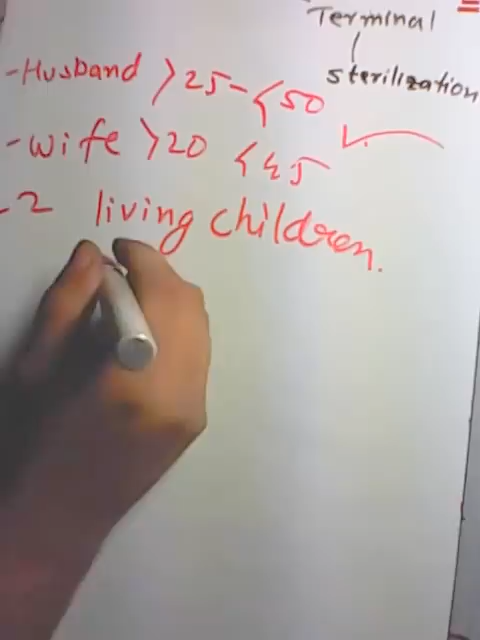 Terminal
sterilization
-Husband >25-<50
-Wife >20 <45
-2 living children.